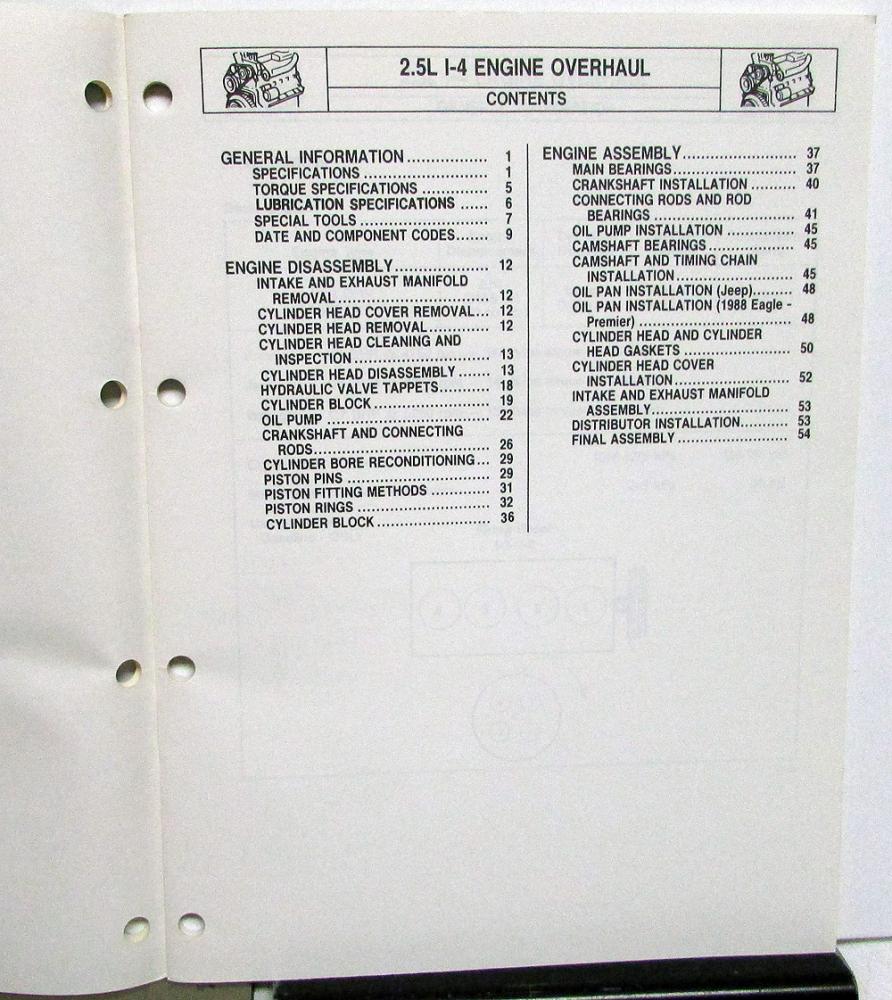 2.5L I-4 ENGINE OVERHAUL
CONTENTS
GENERAL INFORMATION ................. 1
SPECIFICATIONS ....................... 1
TORQUE SPECIFICATIONS ............ 5
LUBRICATION SPECIFICATIONS ...... 6
SPECIAL TOOLS ....................... 7
DATE AND COMPONENT CODES....... 9
ENGINE DISASSEMBLY.................... 12
INTAKE AND EXHAUST MANIFOLD
REMOVAL ................................ 12
CYLINDER HEAD COVER REMOVAL... 12
CYLINDER HEAD REMOVAL............. 12
CYLINDER HEAD CLEANING AND
INSPECTION ............................. 13
CYLINDER HEAD DISASSEMBLY ....... 13
HYDRAULIC VALVE TAPPETS........... 18
CYLINDER BLOCK ........................ 19
OIL PUMP .................................. 22
CRANKSHAFT AND CONNECTING
RODS..................................... 26
CYLINDER BORE RECONDITIONING... 29
PISTON PINS .............................. 29
PISTON FITTING METHODS ............ 31
PISTON RINGS ............................ 32
CYLINDER BLOCK ........................ 36
ENGINE ASSEMBLY......................... 37
MAIN BEARINGS.......................... 37
CRANKSHAFT INSTALLATION .......... 40
CONNECTING RODS AND ROD
BEARINGS .............................. 41
OIL PUMP INSTALLATION .............. 45
CAMSHAFT BEARINGS.................. 45
CAMSHAFT AND TIMING CHAIN
INSTALLATION ......................... 45
OIL PAN INSTALLATION (Jeep)......... 48
OIL PAN INSTALLATION (1988 Eagle -
Premier) ................................. 48
CYLINDER HEAD AND CYLINDER
HEAD GASKETS ....................... 50
CYLINDER HEAD COVER
INSTALLATION ......................... 52
INTAKE AND EXHAUST MANIFOLD
ASSEMBLY.............................. 53
DISTRIBUTOR INSTALLATION........... 53
FINAL ASSEMBLY ........................ 54